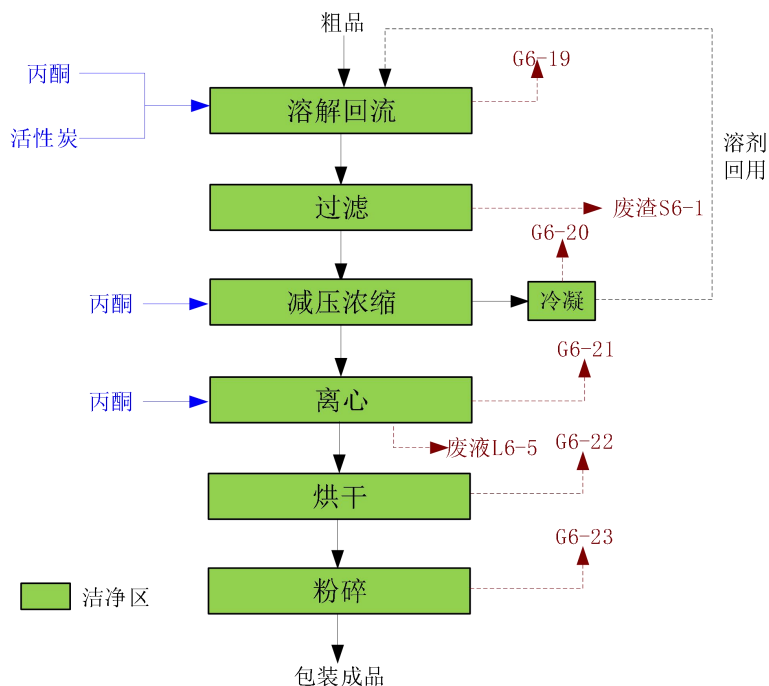 粗品
G6-19
丙酮
溶解回流
活性炭
溶剂
回用
过滤
废渣S6-1
G6-20
丙酮
减压浓缩
冷凝
G6-21
丙酮
离心
G6-22
废液L6-5
烘干
G6-23
粉碎
洁净区
包装成品